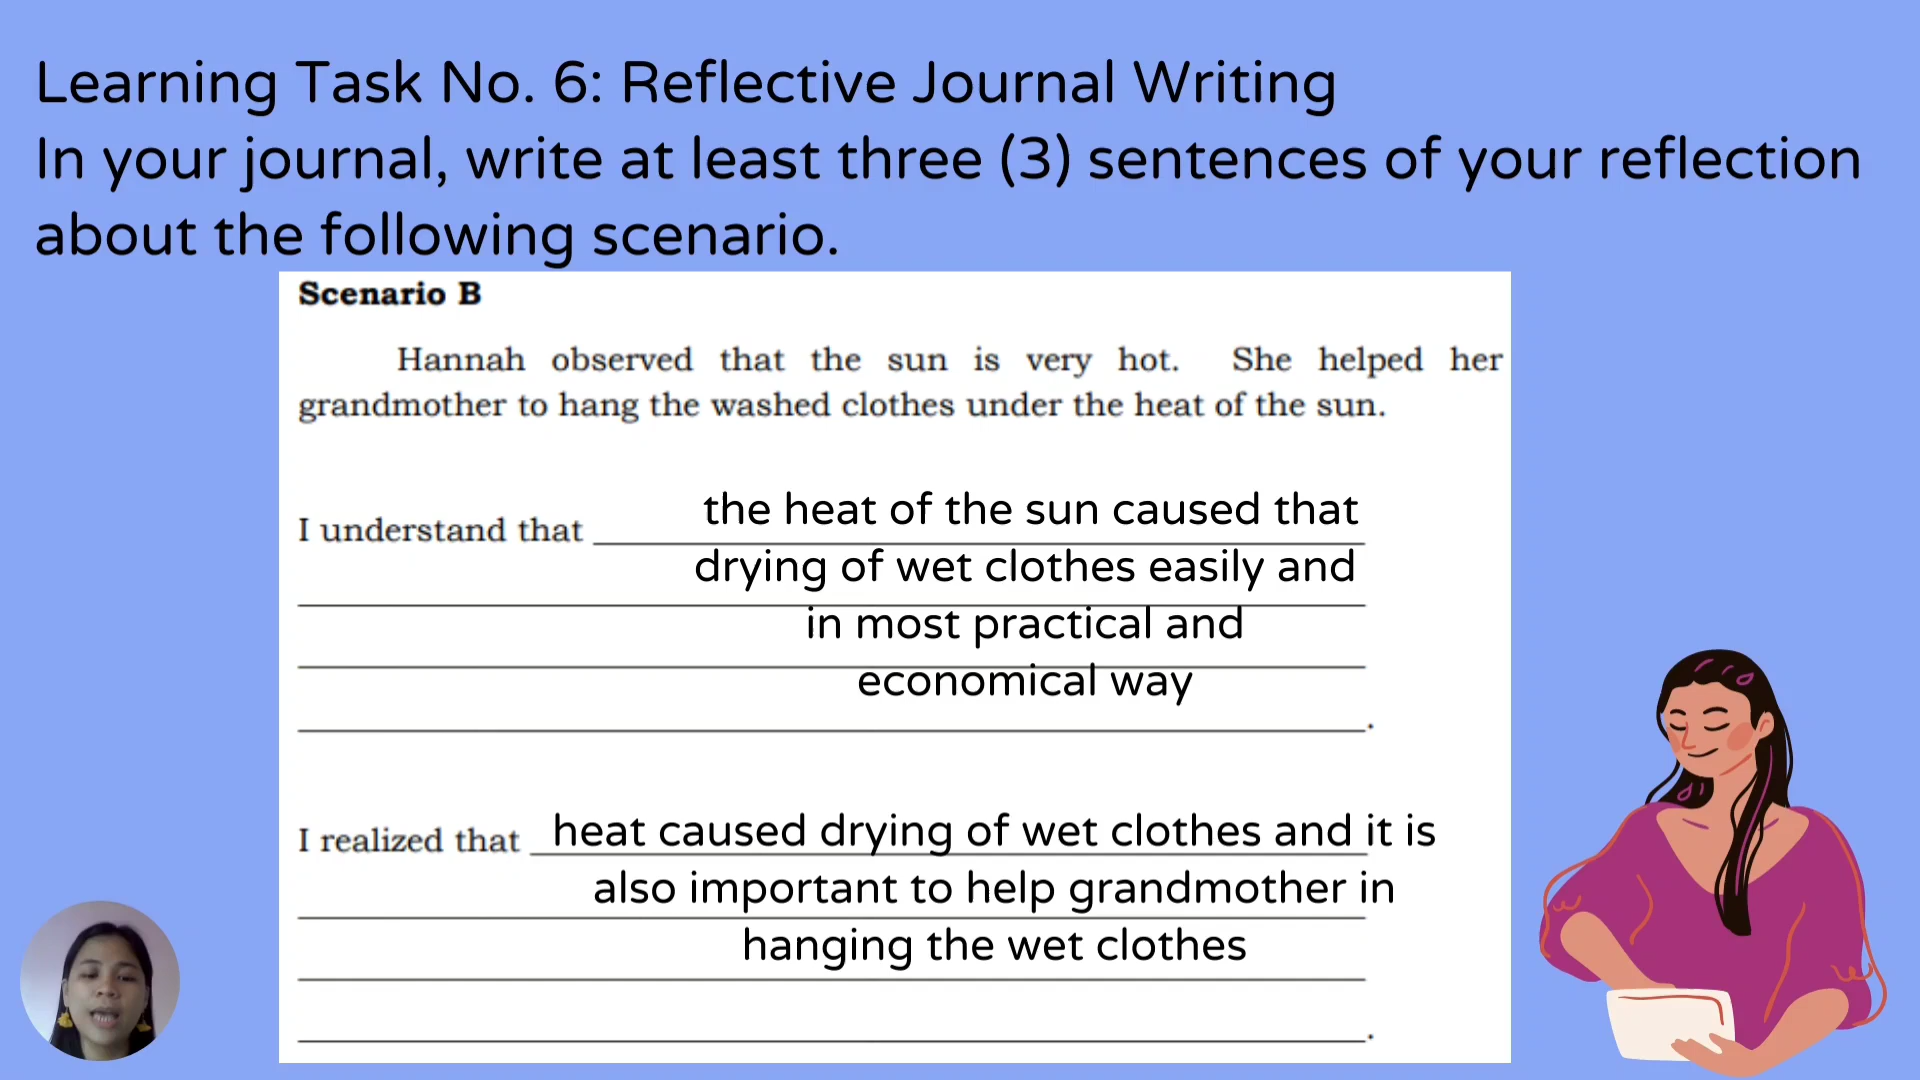 Learning Task No. 6: Reflective Journal Writing
In your journal, write at least three (3) sentences of your reflection
about the following scenario.
Scenario B
Hannah observed that the sun is very hot. She helped her
grandmother to hang the washed clothes under the heat of the sun.
I understand that the heat of the sun caused that
drying of wet clothes easily and
in most practical and
economical way
.
I realized that heat caused drying of wet clothes and it is
also important to help grandmother in
hanging the wet clothes
.